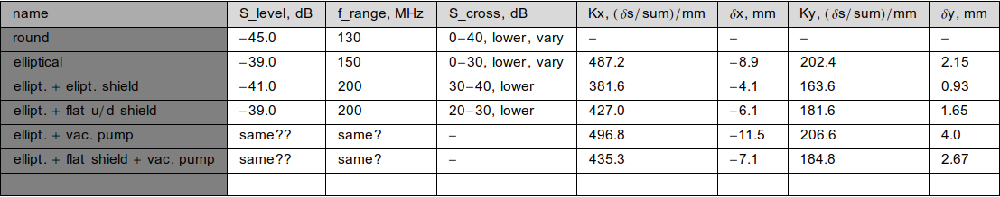 name S_level, dB f_range, MHz S_cross, dB Kx, (δs/sum)/mm δx, mm Ky, (δs/sum)/mm δy, mm
round −45.0 130 0−40, lower, vary − − − −
elliptical −39.0 150 0−30, lower, vary 487.2 −8.9 202.4 2.15
ellipt. + elipt. shield −41.0 200 30−40, lower 381.6 −4.1 163.6 0.93
ellipt. + flat u/d shield −39.0 200 20−30, lower 427.0 −6.1 181.6 1.65
ellipt. + vac. pump same?? same? − 496.8 −11.5 206.6 4.0
ellipt. + flat shield + vac. pump same?? same? − 435.3 −7.1 184.8 2.67